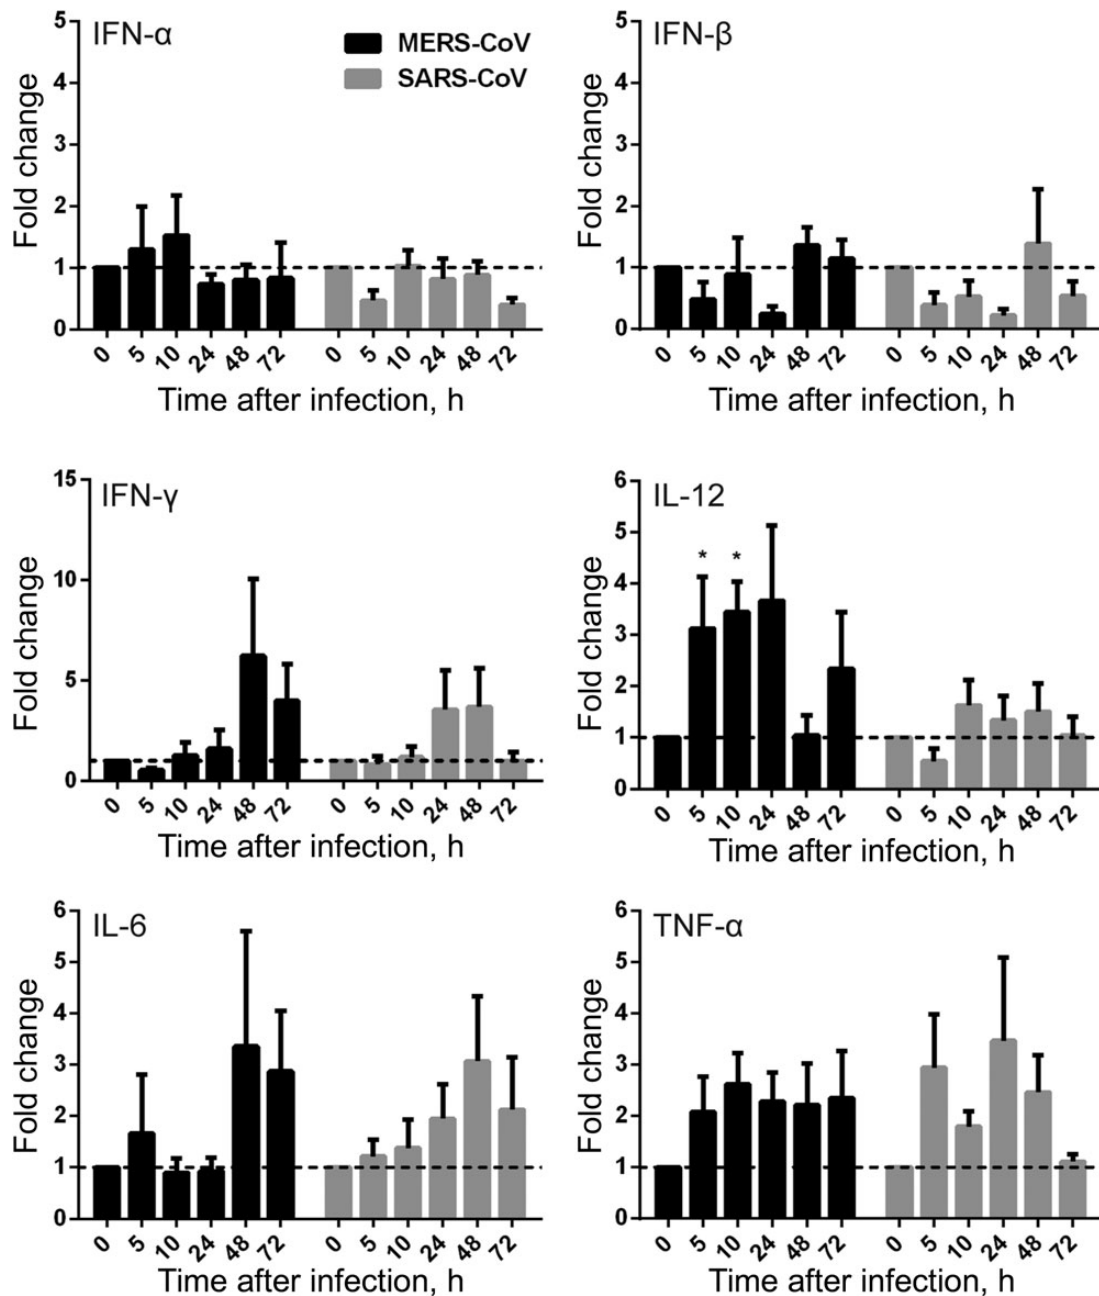 IFN-α
MERS-CoV
SARS-CoV
Fold change
5
4
3
2
1
0
0 5 10 24 48 72 0 5 10 24 48 72
Time after infection, h
IFN-β
Fold change
5
4
3
2
1
0
0 5 10 24 48 72 0 5 10 24 48 72
Time after infection, h
IFN-γ
Fold change
15
10
5
0
0 5 10 24 48 72 0 5 10 24 48 72
Time after infection, h
IL-12
Fold change
6
5
4
3
2
1
0
* *
0 5 10 24 48 72 0 5 10 24 48 72
Time after infection, h
IL-6
Fold change
6
5
4
3
2
1
0
0 5 10 24 48 72 0 5 10 24 48 72
Time after infection, h
TNF-α
Fold change
6
5
4
3
2
1
0
0 5 10 24 48 72 0 5 10 24 48 72
Time after infection, h